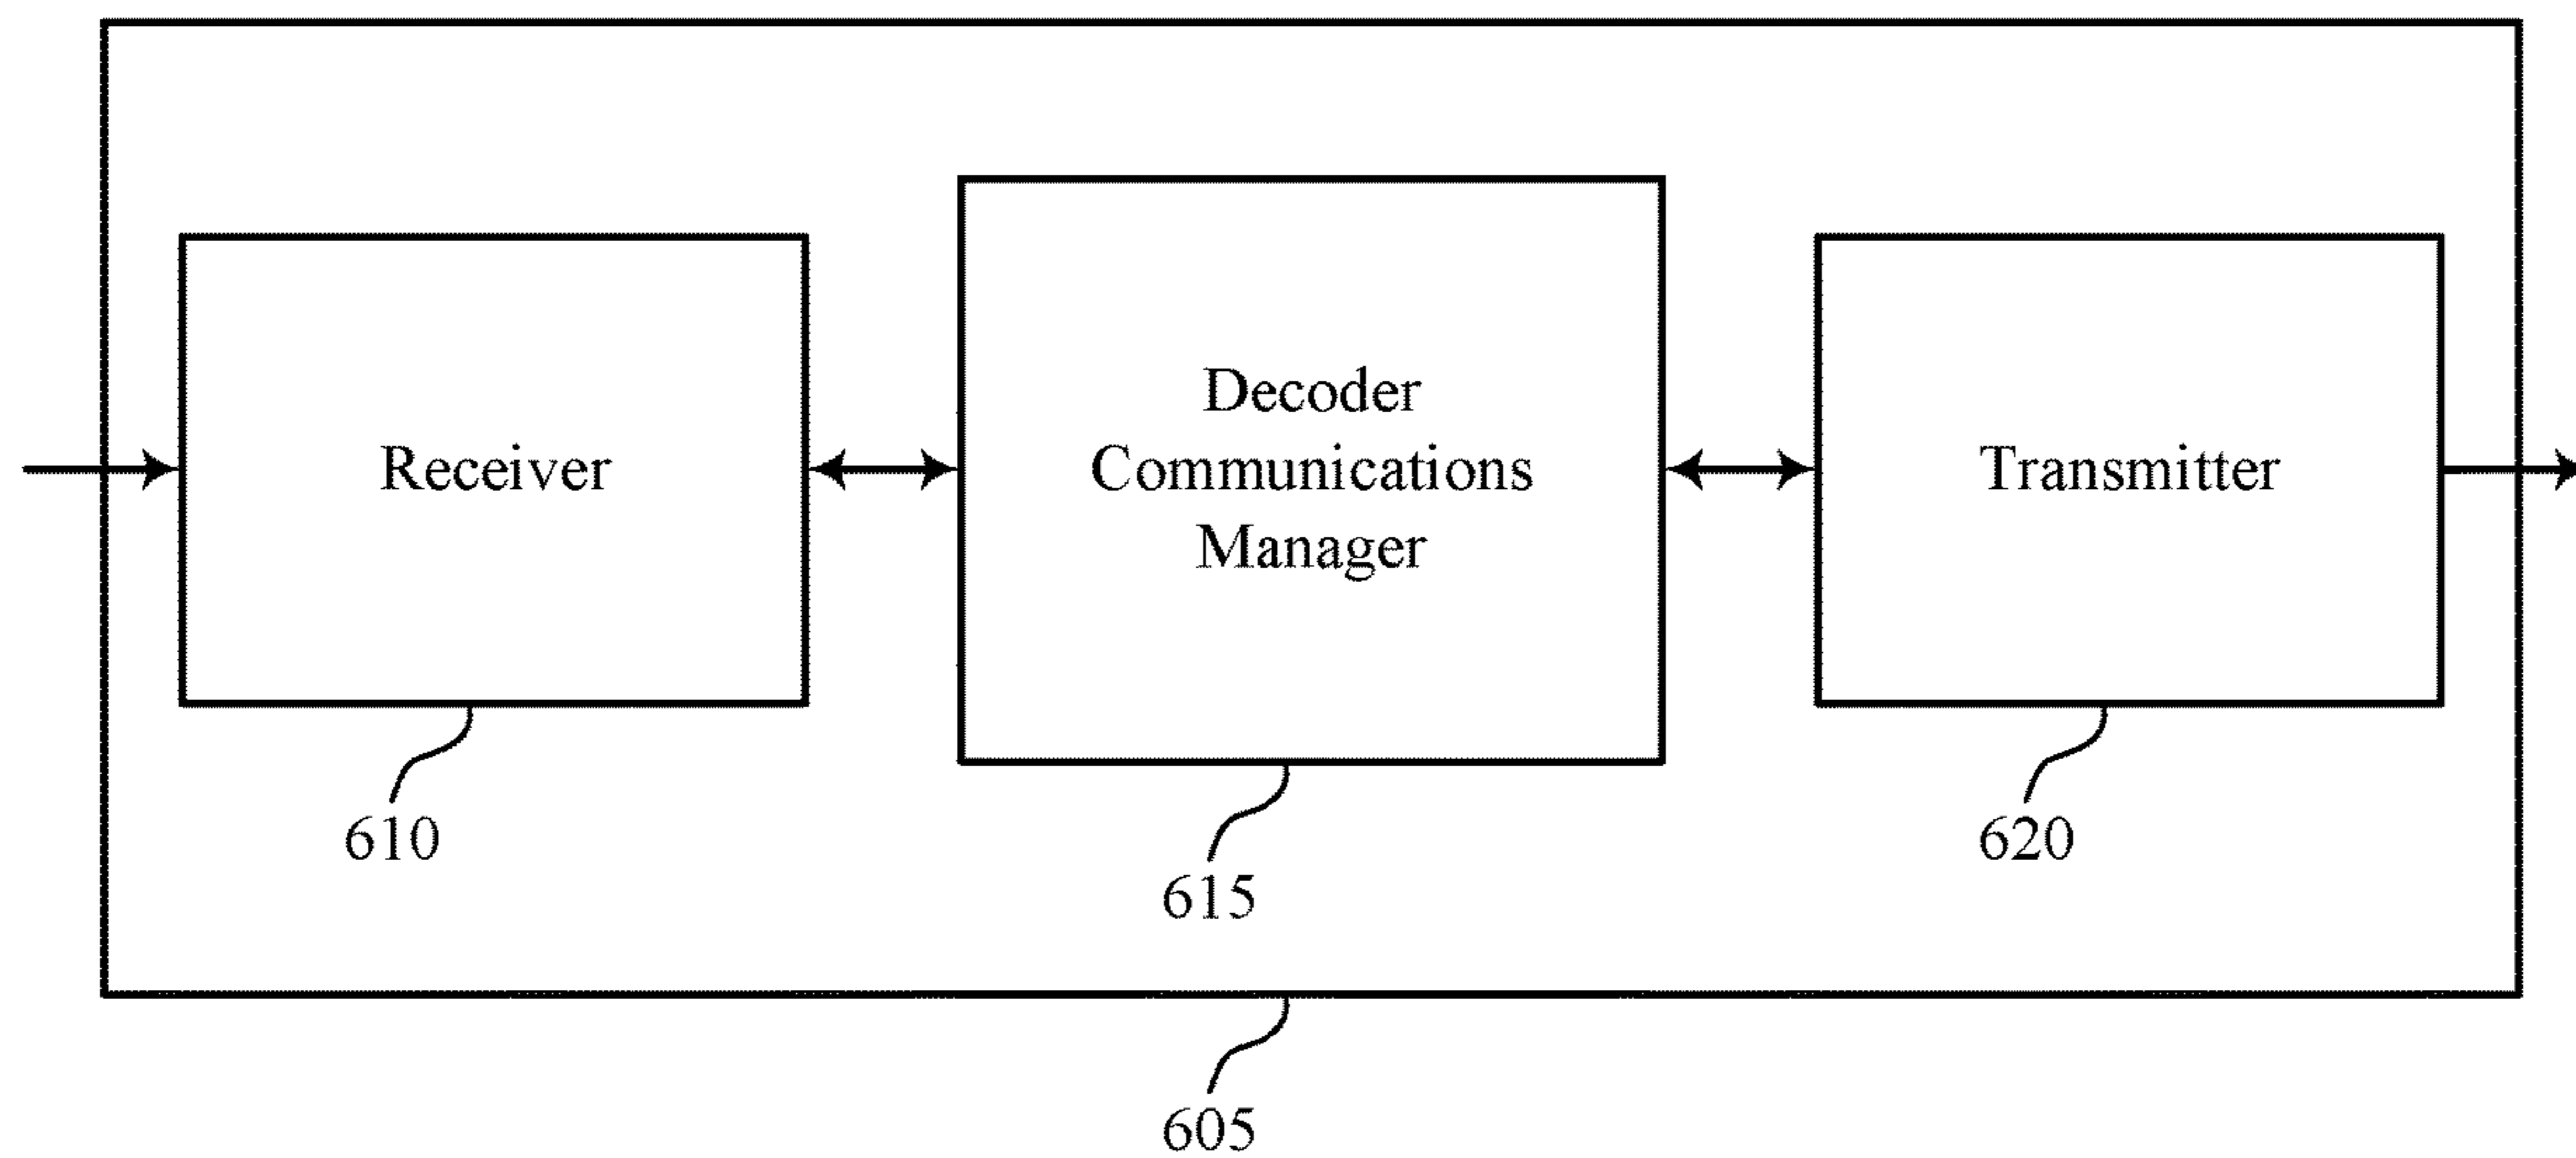 Receiver
Decoder
Communications
Manager
Transmitter
610
615
620
605